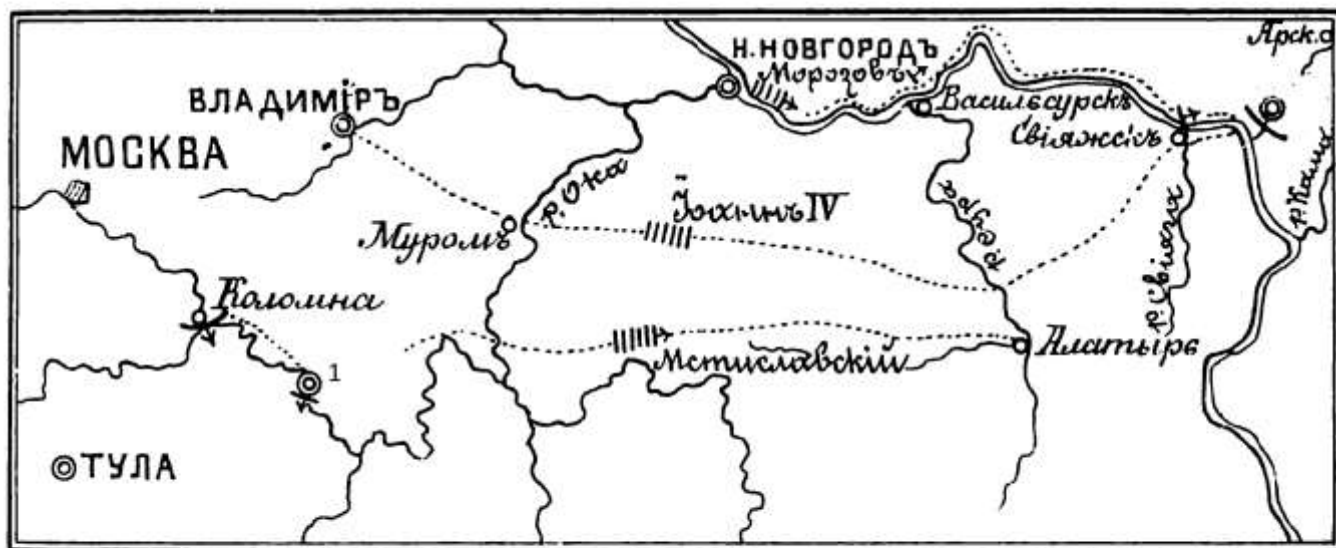 Н. НОВГОРОДЪ
Арск.
Морозовъ
ВЛАДИМІРЪ
Васильсурскъ
Свіяжскъ
МОСКВА
р. Ока
р. Кама
Іоаннъ IV
Муромъ
р. Сура
р. Свіяга
Коломна
Мстиславскій
Алатырь
1
ТУЛА